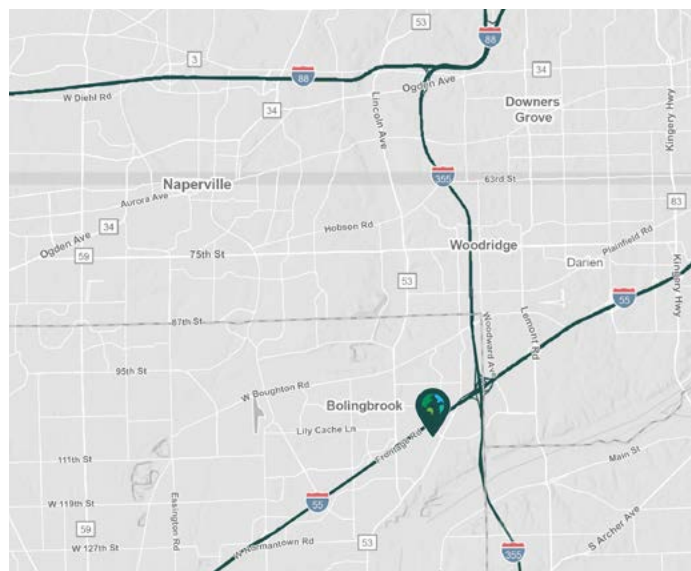 53
88
3
34
Ogden Ave
88
W Diehl Rd
34
Downers
Grove
Lincoln Ave
Kingery Hwy
355
63rd St
Naperville
Aurora Ave
83
34
Hobson Rd
Plainfield Rd
Ogden Ave
59
75th St
Woodridge
Darien
53
55
Kingery Hwy
87th St
Woodward Ave
Lemont Rd
95th St
W Boughton Rd
Bolingbrook
Lily Cache Ln
Frontage Rd
111th St
Main St
W 119th St
55
Essington Rd
59
S Archer Ave
53
W 127th St
W Normantown Rd
355